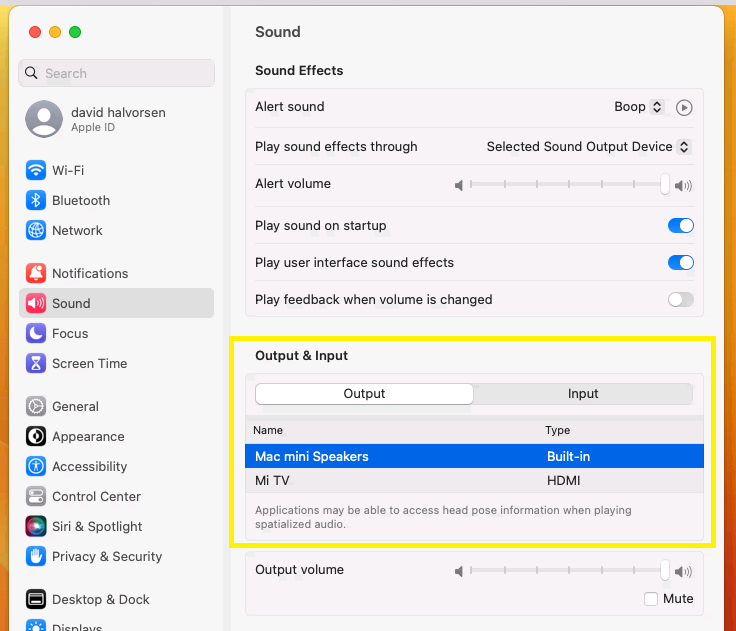 Search
david halvorsen
Apple ID
Wi-Fi
Bluetooth
Network
Notifications
Sound
Focus
Screen Time
General
Appearance
Accessibility
Control Center
Siri & Spotlight
Privacy & Security
Desktop & Dock
Displays
Sound
Sound Effects
Alert sound Boop
Play sound effects through Selected Sound Output Device
Alert volume
Play sound on startup
Play user interface sound effects
Play feedback when volume is changed
Output & Input
Output Input
Name Type
Mac mini Speakers Built-in
Mi TV HDMI
Applications may be able to access head pose information when playing
spatialized audio.
Output volume
Mute